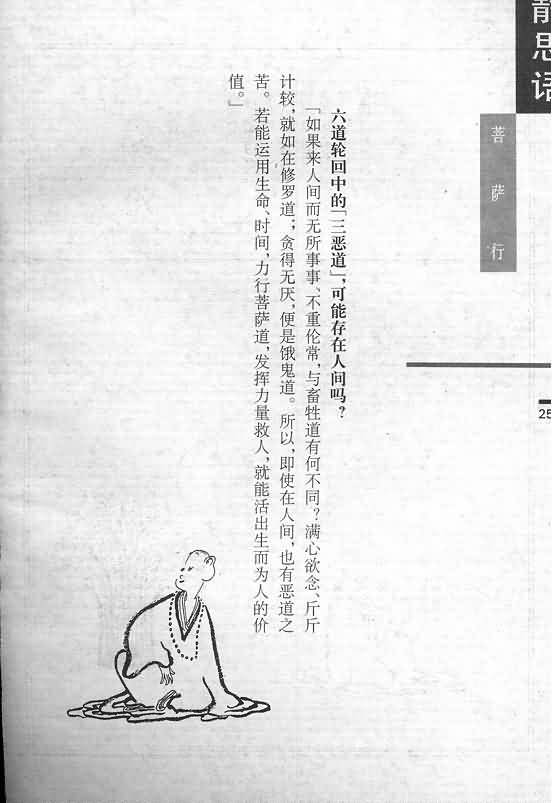 静思语
菩萨行
25
六道轮回中的「三恶道」,可能存在人间吗?
「如果来人间而无所事事、不重伦常,与畜牲道有何不同?满心欲念、斤斤
计较,就如在修罗道;贪得无厌,便是饿鬼道。所以,即使在人间,也有恶道之
苦。若能运用生命、时间,力行菩萨道,发挥力量救人,就能活出生而为人的价
值。」